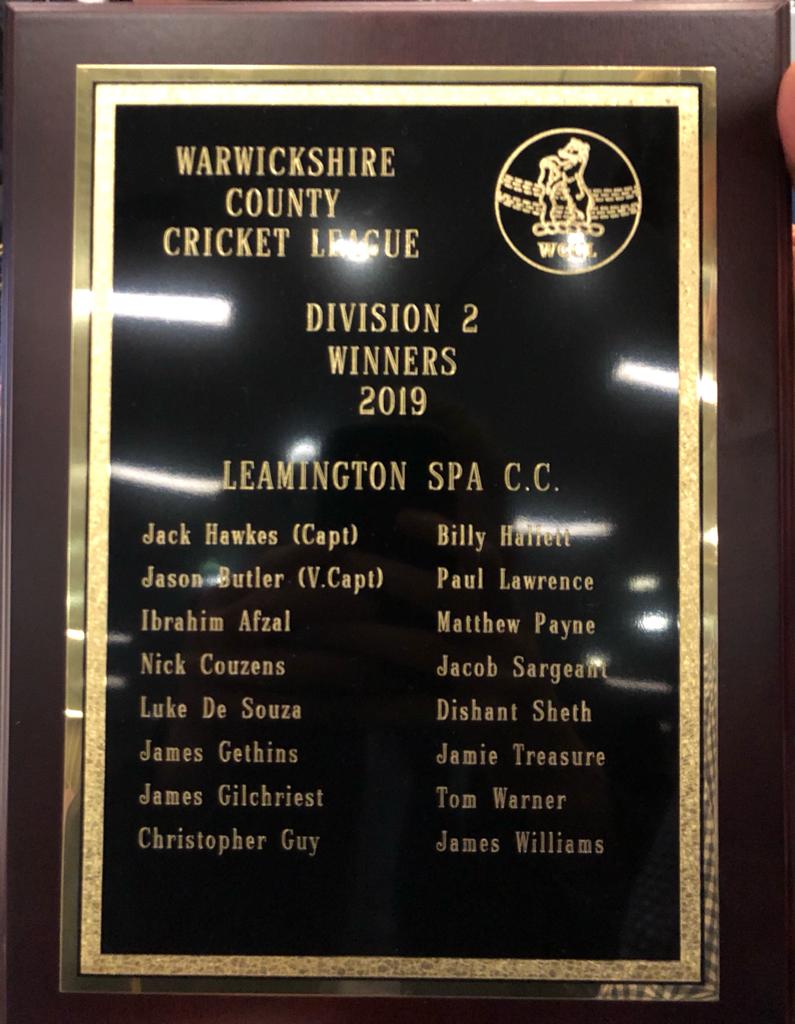 WARWICKSHIRE
COUNTY
CRICKET LEAGUE
WCCL
DIVISION 2
WINNERS
2019
LEAMINGTON SPA C.C.
Jack Hawkes (Capt)
Jason Butler (V.Capt)
Ibrahim Afzal
Nick Couzens
Luke De Souza
James Gethins
James Gilchriest
Christopher Guy
Billy Hallett
Paul Lawrence
Matthew Payne
Jacob Sargeant
Dishant Sheth
Jamie Treasure
Tom Warner
James Williams